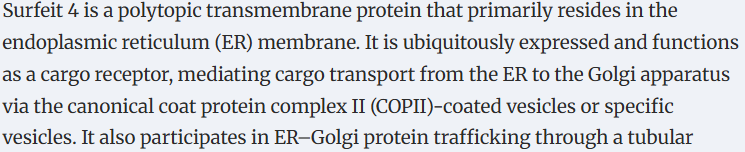 Surfeit 4 is a polytopic transmembrane protein that primarily resides in the
endoplasmic reticulum (ER) membrane. It is ubiquitously expressed and functions
as a cargo receptor, mediating cargo transport from the ER to the Golgi apparatus
via the canonical coat protein complex II (COPII)-coated vesicles or specific
vesicles. It also participates in ER–Golgi protein trafficking through a tubular